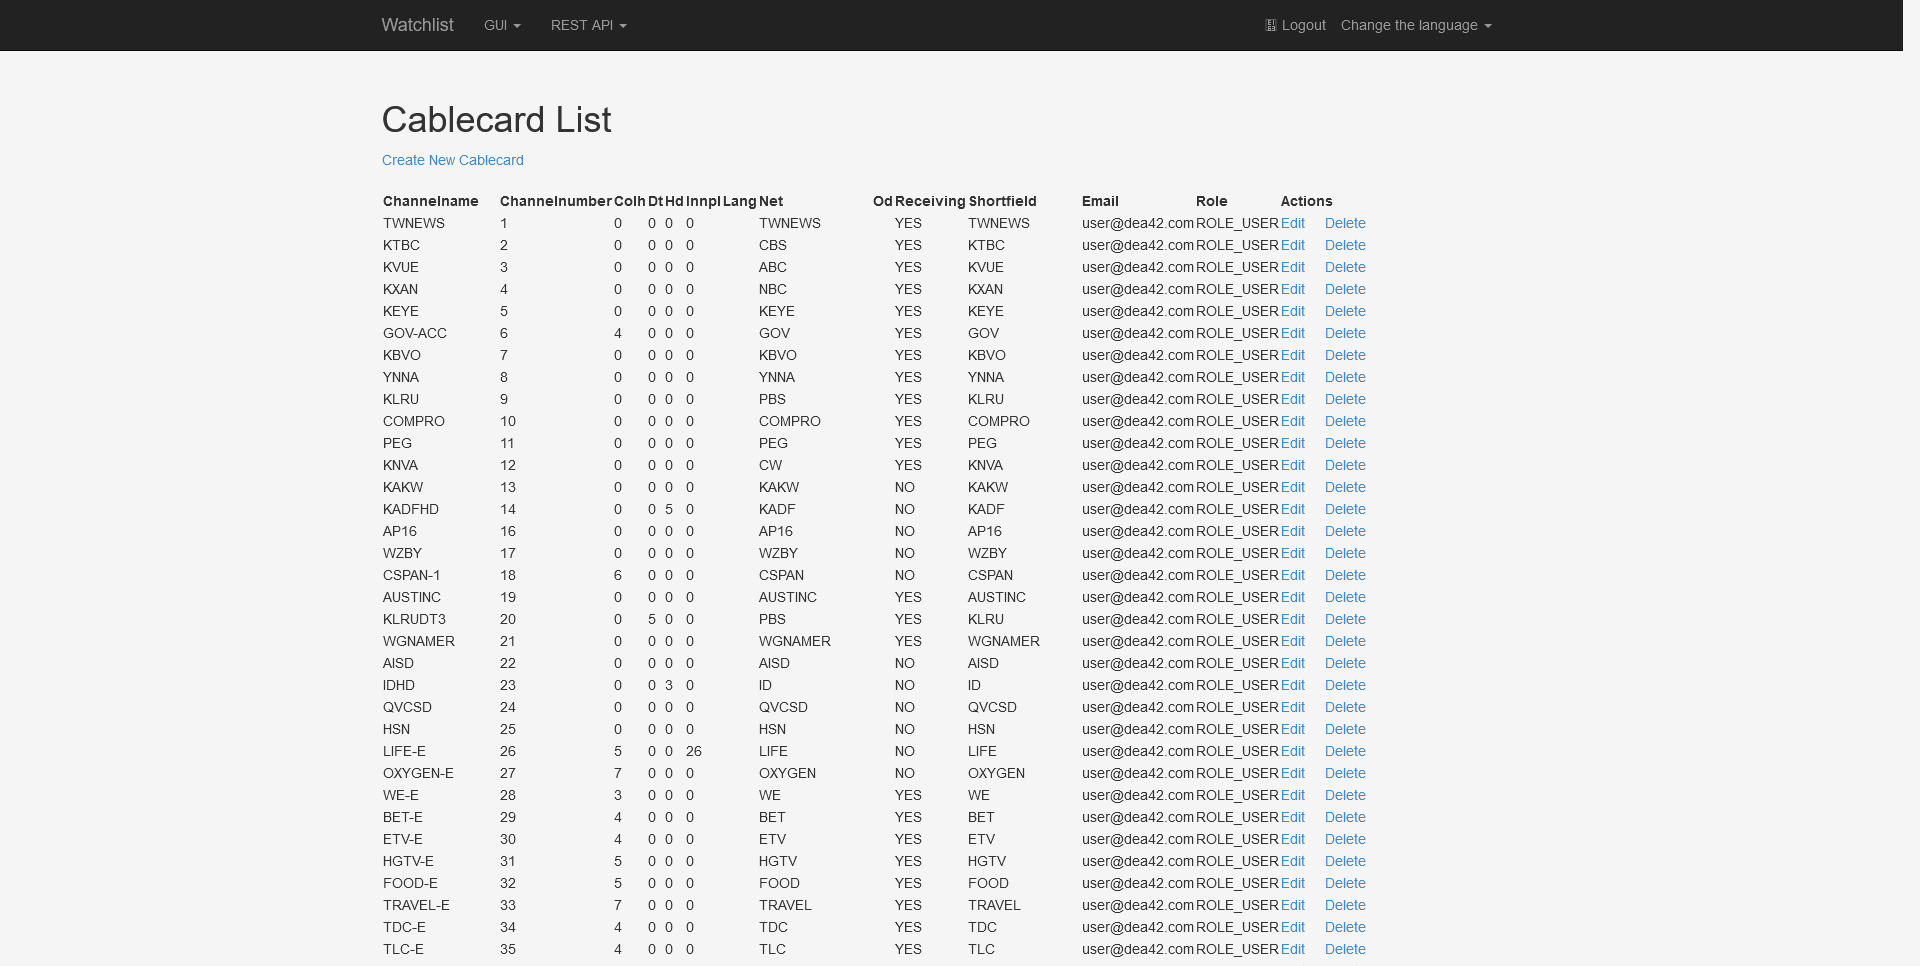 Watchlist GUI REST API Logout Change the language
Cablecard List
Create New Cablecard
Channelname Channelnumber Colh Dt Hd Innpl Lang Net Od Receiving Shortfield Email Role Actions
TWNEWS 1 0 0 0 0 TWNEWS YES TWNEWS user@dea42.com ROLE_USER Edit Delete
KTBC 2 0 0 0 0 CBS YES KTBC user@dea42.com ROLE_USER Edit Delete
KVUE 3 0 0 0 0 ABC YES KVUE user@dea42.com ROLE_USER Edit Delete
KXAN 4 0 0 0 0 NBC YES KXAN user@dea42.com ROLE_USER Edit Delete
KEYE 5 0 0 0 0 KEYE YES KEYE user@dea42.com ROLE_USER Edit Delete
GOV-ACC 6 4 0 0 0 GOV YES GOV user@dea42.com ROLE_USER Edit Delete
KBVO 7 0 0 0 0 KBVO YES KBVO user@dea42.com ROLE_USER Edit Delete
YNNA 8 0 0 0 0 YNNA YES YNNA user@dea42.com ROLE_USER Edit Delete
KLRU 9 0 0 0 0 PBS YES KLRU user@dea42.com ROLE_USER Edit Delete
COMPRO 10 0 0 0 0 COMPRO YES COMPRO user@dea42.com ROLE_USER Edit Delete
PEG 11 0 0 0 0 PEG YES PEG user@dea42.com ROLE_USER Edit Delete
KNVA 12 0 0 0 0 CW YES KNVA user@dea42.com ROLE_USER Edit Delete
KAKW 13 0 0 0 0 KAKW NO KAKW user@dea42.com ROLE_USER Edit Delete
KADFHD 14 0 0 5 0 KADF NO KADF user@dea42.com ROLE_USER Edit Delete
AP16 16 0 0 0 0 AP16 NO AP16 user@dea42.com ROLE_USER Edit Delete
WZBY 17 0 0 0 0 WZBY NO WZBY user@dea42.com ROLE_USER Edit Delete
CSPAN-1 18 6 0 0 0 CSPAN NO CSPAN user@dea42.com ROLE_USER Edit Delete
AUSTINC 19 0 0 0 0 AUSTINC YES AUSTINC user@dea42.com ROLE_USER Edit Delete
KLRUDT3 20 0 5 0 0 PBS YES KLRU user@dea42.com ROLE_USER Edit Delete
WGNAMER 21 0 0 0 0 WGNAMER YES WGNAMER user@dea42.com ROLE_USER Edit Delete
AISD 22 0 0 0 0 AISD NO AISD user@dea42.com ROLE_USER Edit Delete
IDHD 23 0 0 3 0 ID NO ID user@dea42.com ROLE_USER Edit Delete
QVCSD 24 0 0 0 0 QVCSD NO QVCSD user@dea42.com ROLE_USER Edit Delete
HSN 25 0 0 0 0 HSN NO HSN user@dea42.com ROLE_USER Edit Delete
LIFE-E 26 5 0 0 26 LIFE NO LIFE user@dea42.com ROLE_USER Edit Delete
OXYGEN-E 27 7 0 0 0 OXYGEN NO OXYGEN user@dea42.com ROLE_USER Edit Delete
WE-E 28 3 0 0 0 WE YES WE user@dea42.com ROLE_USER Edit Delete
BET-E 29 4 0 0 0 BET YES BET user@dea42.com ROLE_USER Edit Delete
ETV-E 30 4 0 0 0 ETV YES ETV user@dea42.com ROLE_USER Edit Delete
HGTV-E 31 5 0 0 0 HGTV YES HGTV user@dea42.com ROLE_USER Edit Delete
FOOD-E 32 5 0 0 0 FOOD YES FOOD user@dea42.com ROLE_USER Edit Delete
TRAVEL-E 33 7 0 0 0 TRAVEL YES TRAVEL user@dea42.com ROLE_USER Edit Delete
TDC-E 34 4 0 0 0 TDC YES TDC user@dea42.com ROLE_USER Edit Delete
TLC-E 35 4 0 0 0 TLC YES TLC user@dea42.com ROLE_USER Edit Delete